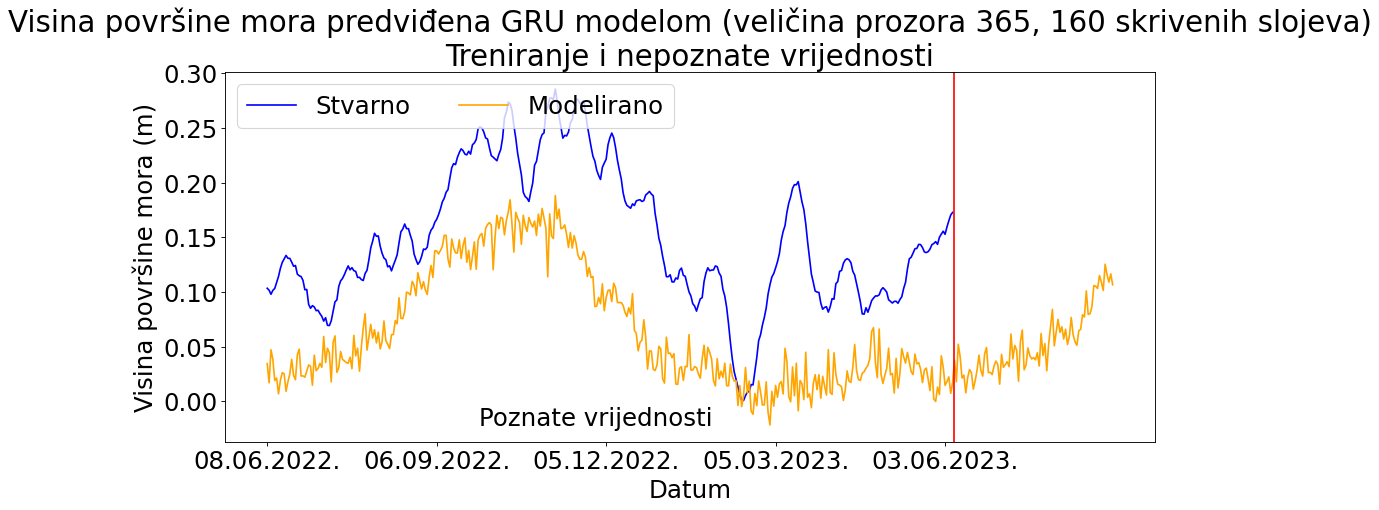 Visina površine mora predviđena GRU modelom (veličina prozora 365, 160 skrivenih slojeva)
Treniranje i nepoznate vrijednosti
Stvarno
Modelirano
Visina površine mora (m)
0.30
0.25
0.20
0.15
0.10
0.05
0.00
Poznate vrijednosti
08.06.2022.
06.09.2022.
05.12.2022.
05.03.2023.
03.06.2023.
Datum